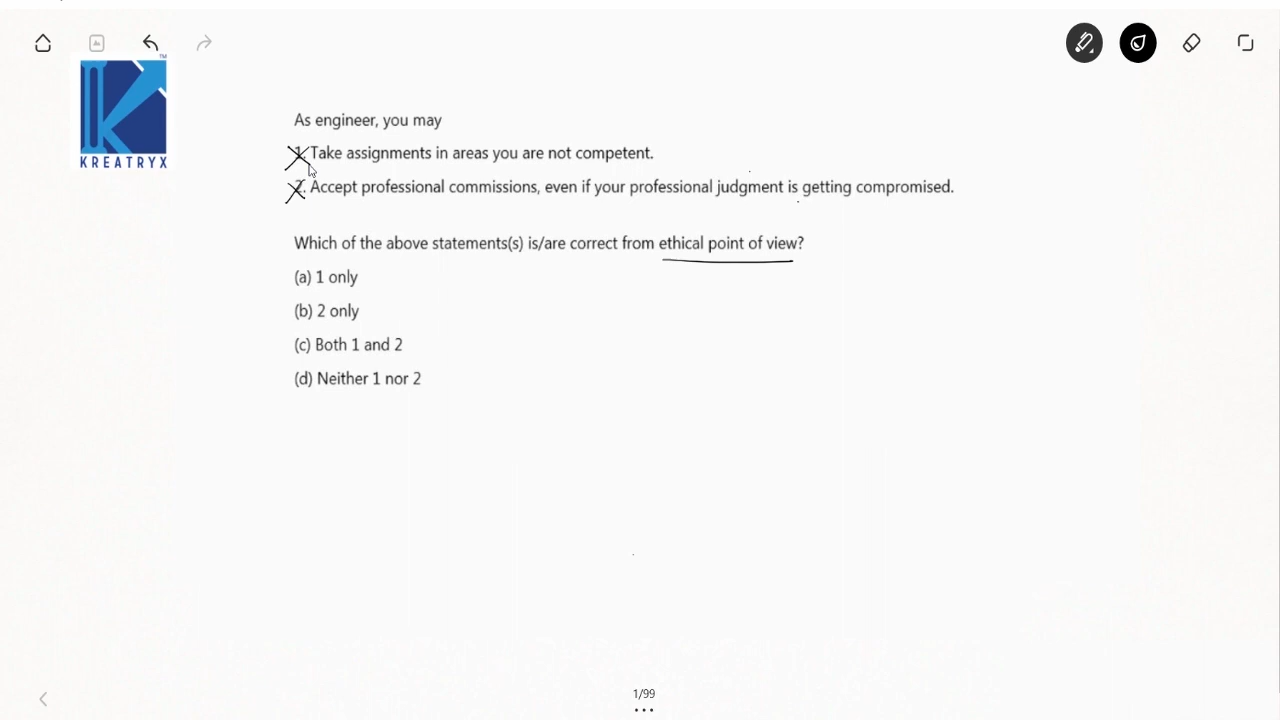 TM
KREATRYX
As engineer, you may
1. Take assignments in areas you are not competent.
2. Accept professional commissions, even if your professional judgment is getting compromised.
Which of the above statements(s) is/are correct from ethical point of view?
(a) 1 only
(b) 2 only
(c) Both 1 and 2
(d) Neither 1 nor 2
1/99